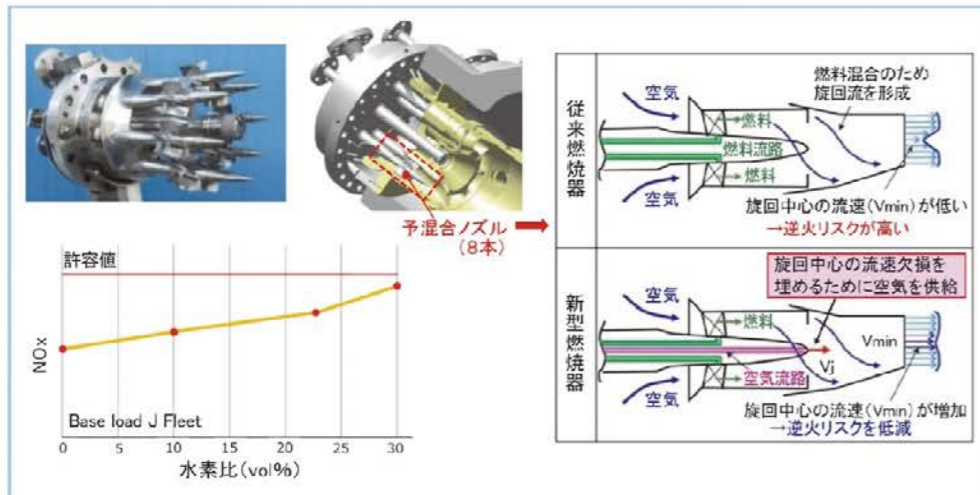 予混合ノズル
(8本)
許容値
NOx
Base load J Fleet
0
5
10
15
20
25
30
水素比(vol%)
従来燃焼器
空気
燃料混合のため
旋回流を形成
燃料
燃料流路
燃料
空気
旋回中心の流速(Vmin)が低い
→逆火リスクが高い
新型燃焼器
旋回中心の流速欠損を
埋めるために空気を供給
空気
燃料
Vmin
Vj
空気流路
燃料
空気
旋回中心の流速(Vmin)が増加
→逆火リスクを低減